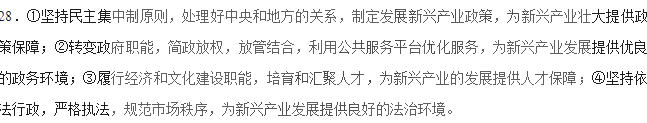 28．①坚持民主集中制原则，处理好中央和地方的关系，制定发展新兴产业政策，为新兴产业壮大提供政
策保障；②转变政府职能，简政放权，放管结合，利用公共服务平台优化服务，为新兴产业发展提供优良
的政务环境；③履行经济和文化建设职能，培育和汇聚人才，为新兴产业的发展提供人才保障；④坚持依
法行政，严格执法，规范市场秩序，为新兴产业发展提供良好的法治环境。